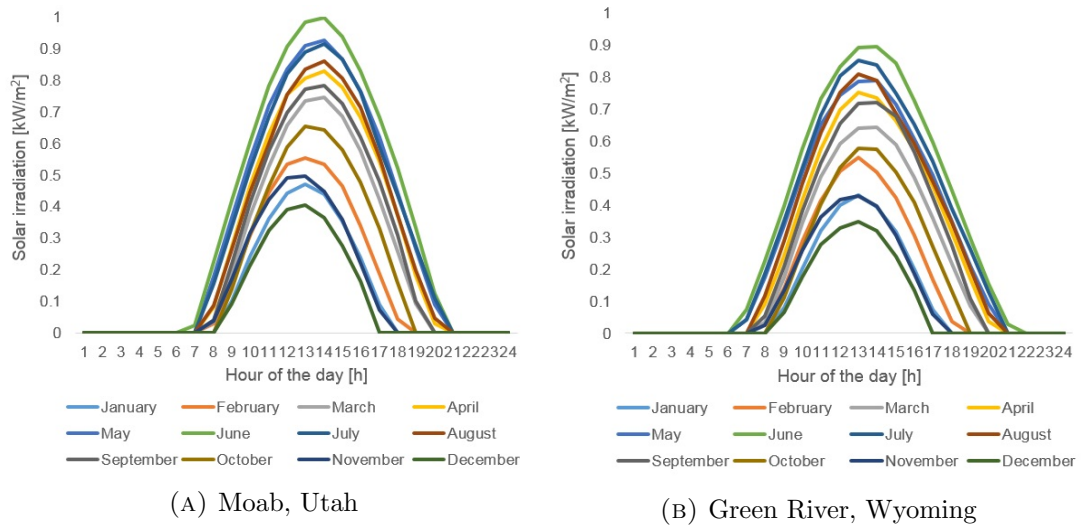 1
0.9
0.8
0.7
0.6
0.5
0.4
0.3
0.2
0.1
0
Solar irradiation [kW/m²]
1 2 3 4 5 6 7 8 9 101112131415161718192021222324
Hour of the day [h]
January February March April
May June July August
September October November December
(A) Moab, Utah
1
0.9
0.8
0.7
0.6
0.5
0.4
0.3
0.2
0.1
0
Solar irradiation [kW/m²]
1 2 3 4 5 6 7 8 9 101112131415161718192021222324
Hour of the day [h]
January February March April
May June July August
September October November December
(B) Green River, Wyoming